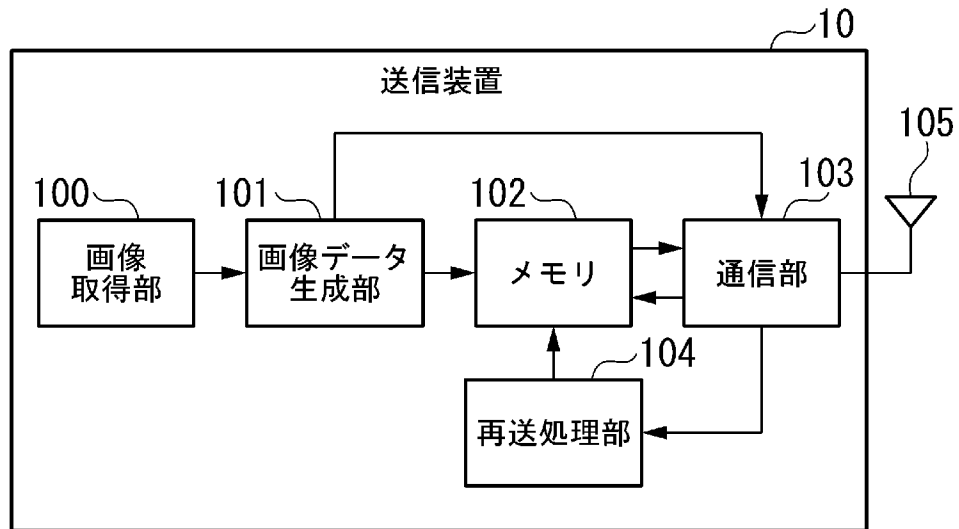 10
送信装置
105
100
101
102
103
画像
取得部
画像データ
生成部
メモリ
通信部
104
再送処理部